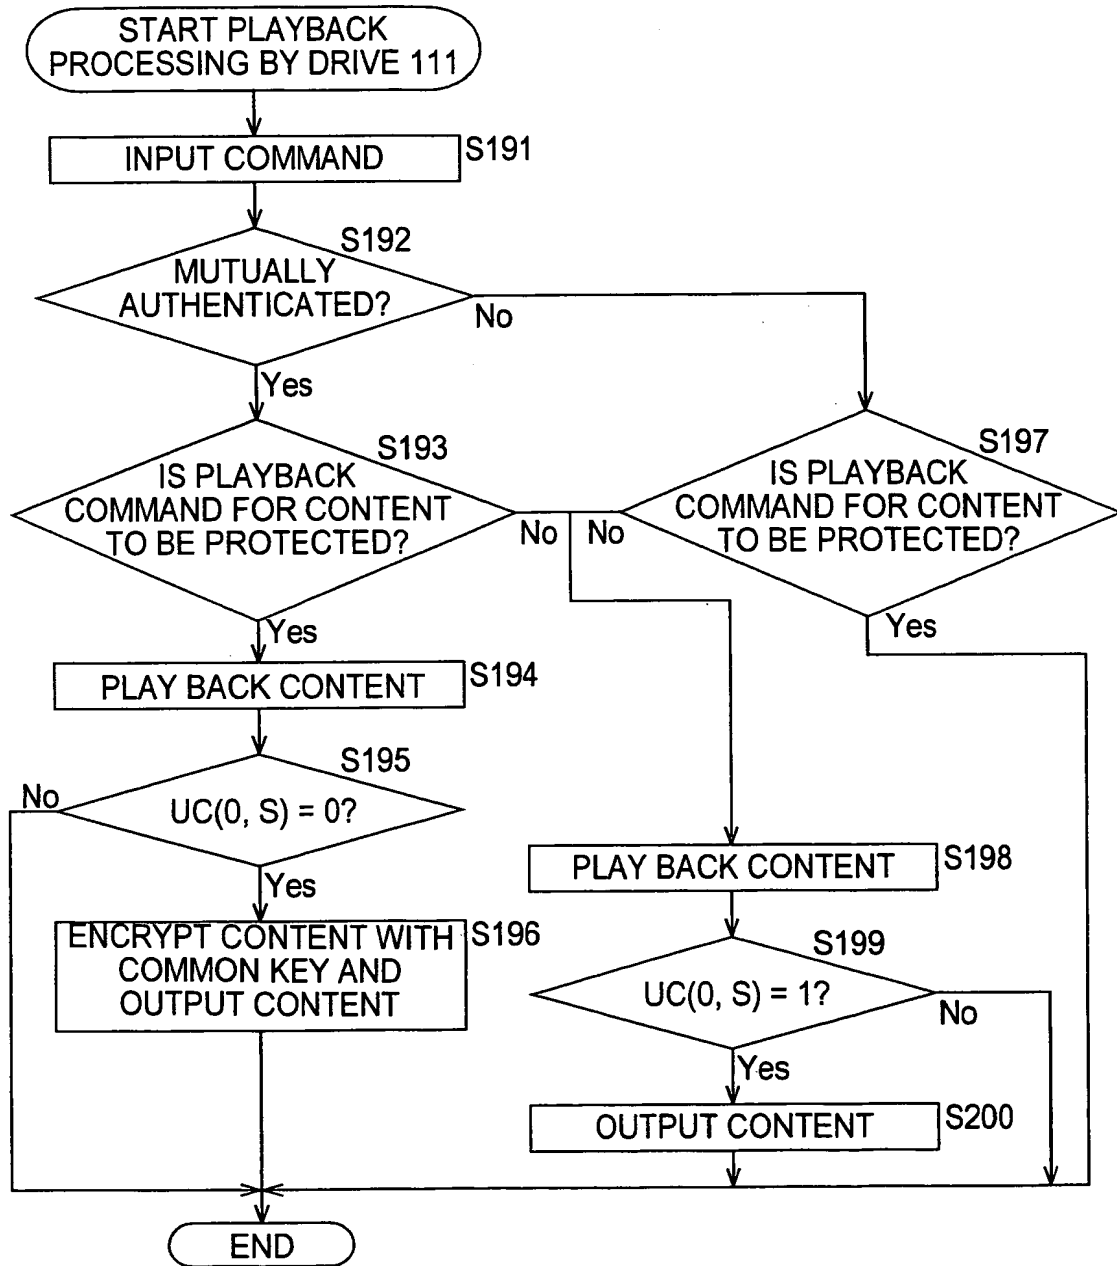 START PLAYBACK
PROCESSING BY DRIVE 111
INPUT COMMAND
S191
S192
MUTUALLY
AUTHENTICATED?
No
Yes
S193
IS PLAYBACK
COMMAND FOR CONTENT
TO BE PROTECTED?
No
Yes
S197
IS PLAYBACK
COMMAND FOR CONTENT
TO BE PROTECTED?
No
Yes
PLAY BACK CONTENT
S194
S195
UC(0, S) = 0?
No
Yes
ENCRYPT CONTENT WITH
COMMON KEY AND
OUTPUT CONTENT
S196
PLAY BACK CONTENT
S198
S199
UC(0, S) = 1?
No
Yes
OUTPUT CONTENT
S200
END